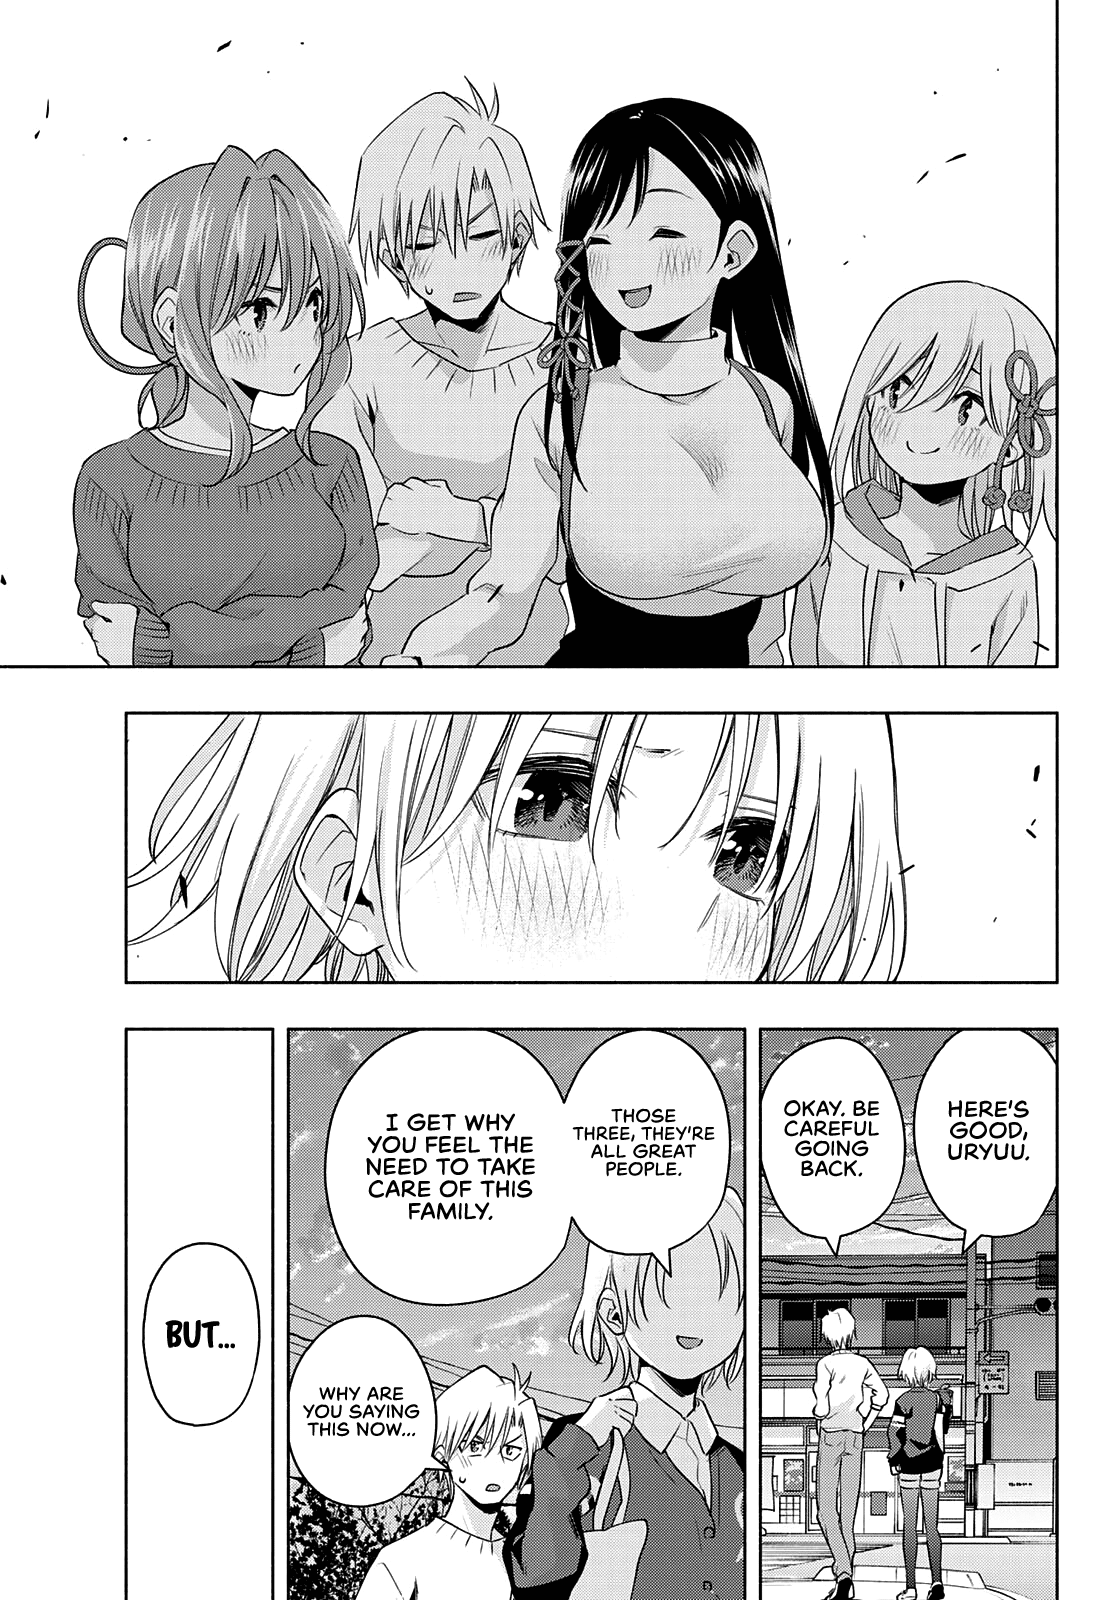 HERE'S
GOOD,
URYUU.
OKAY. BE
CAREFUL
GOING
BACK.
THOSE
THREE, THEY'RE
ALL GREAT
PEOPLE.
I GET WHY
YOU FEEL THE
NEED TO TAKE
CARE OF THIS
FAMILY.
WHY ARE
YOU SAYING
THIS NOW...
BUT...